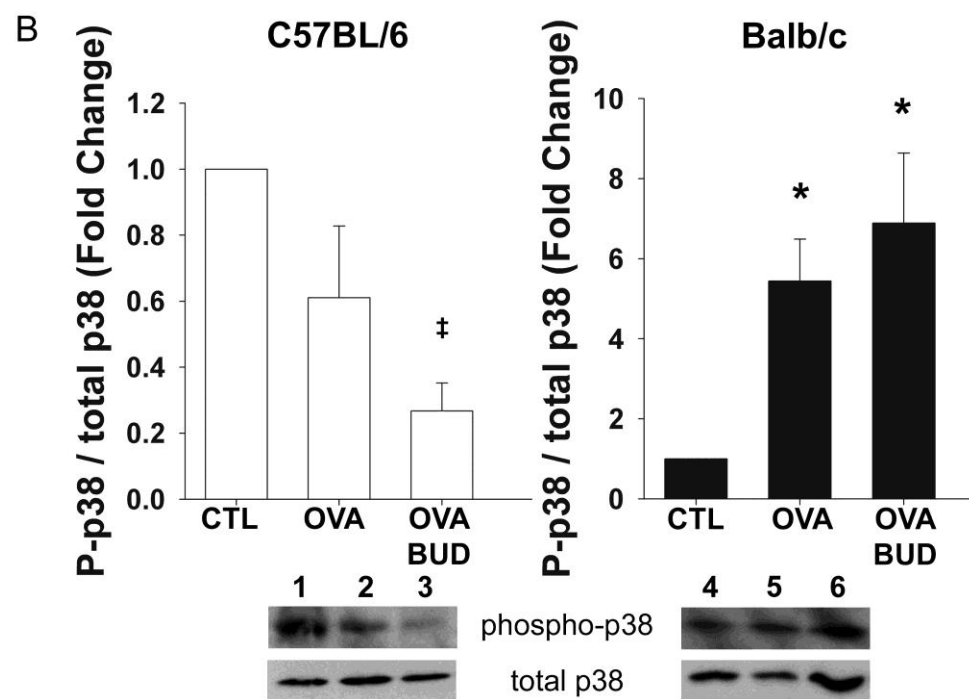 B
C57BL/6
Balb/c
P-p38 / total p38 (Fold Change)
1.2
1.0
0.8
0.6
0.4
0.2
0.0
‡
CTL
OVA
OVA
BUD
P-p38 / total p38 (Fold Change)
10
8
6
4
2
0
*
*
CTL
OVA
OVA
BUD
1 2 3
4 5 6
phospho-p38
total p38